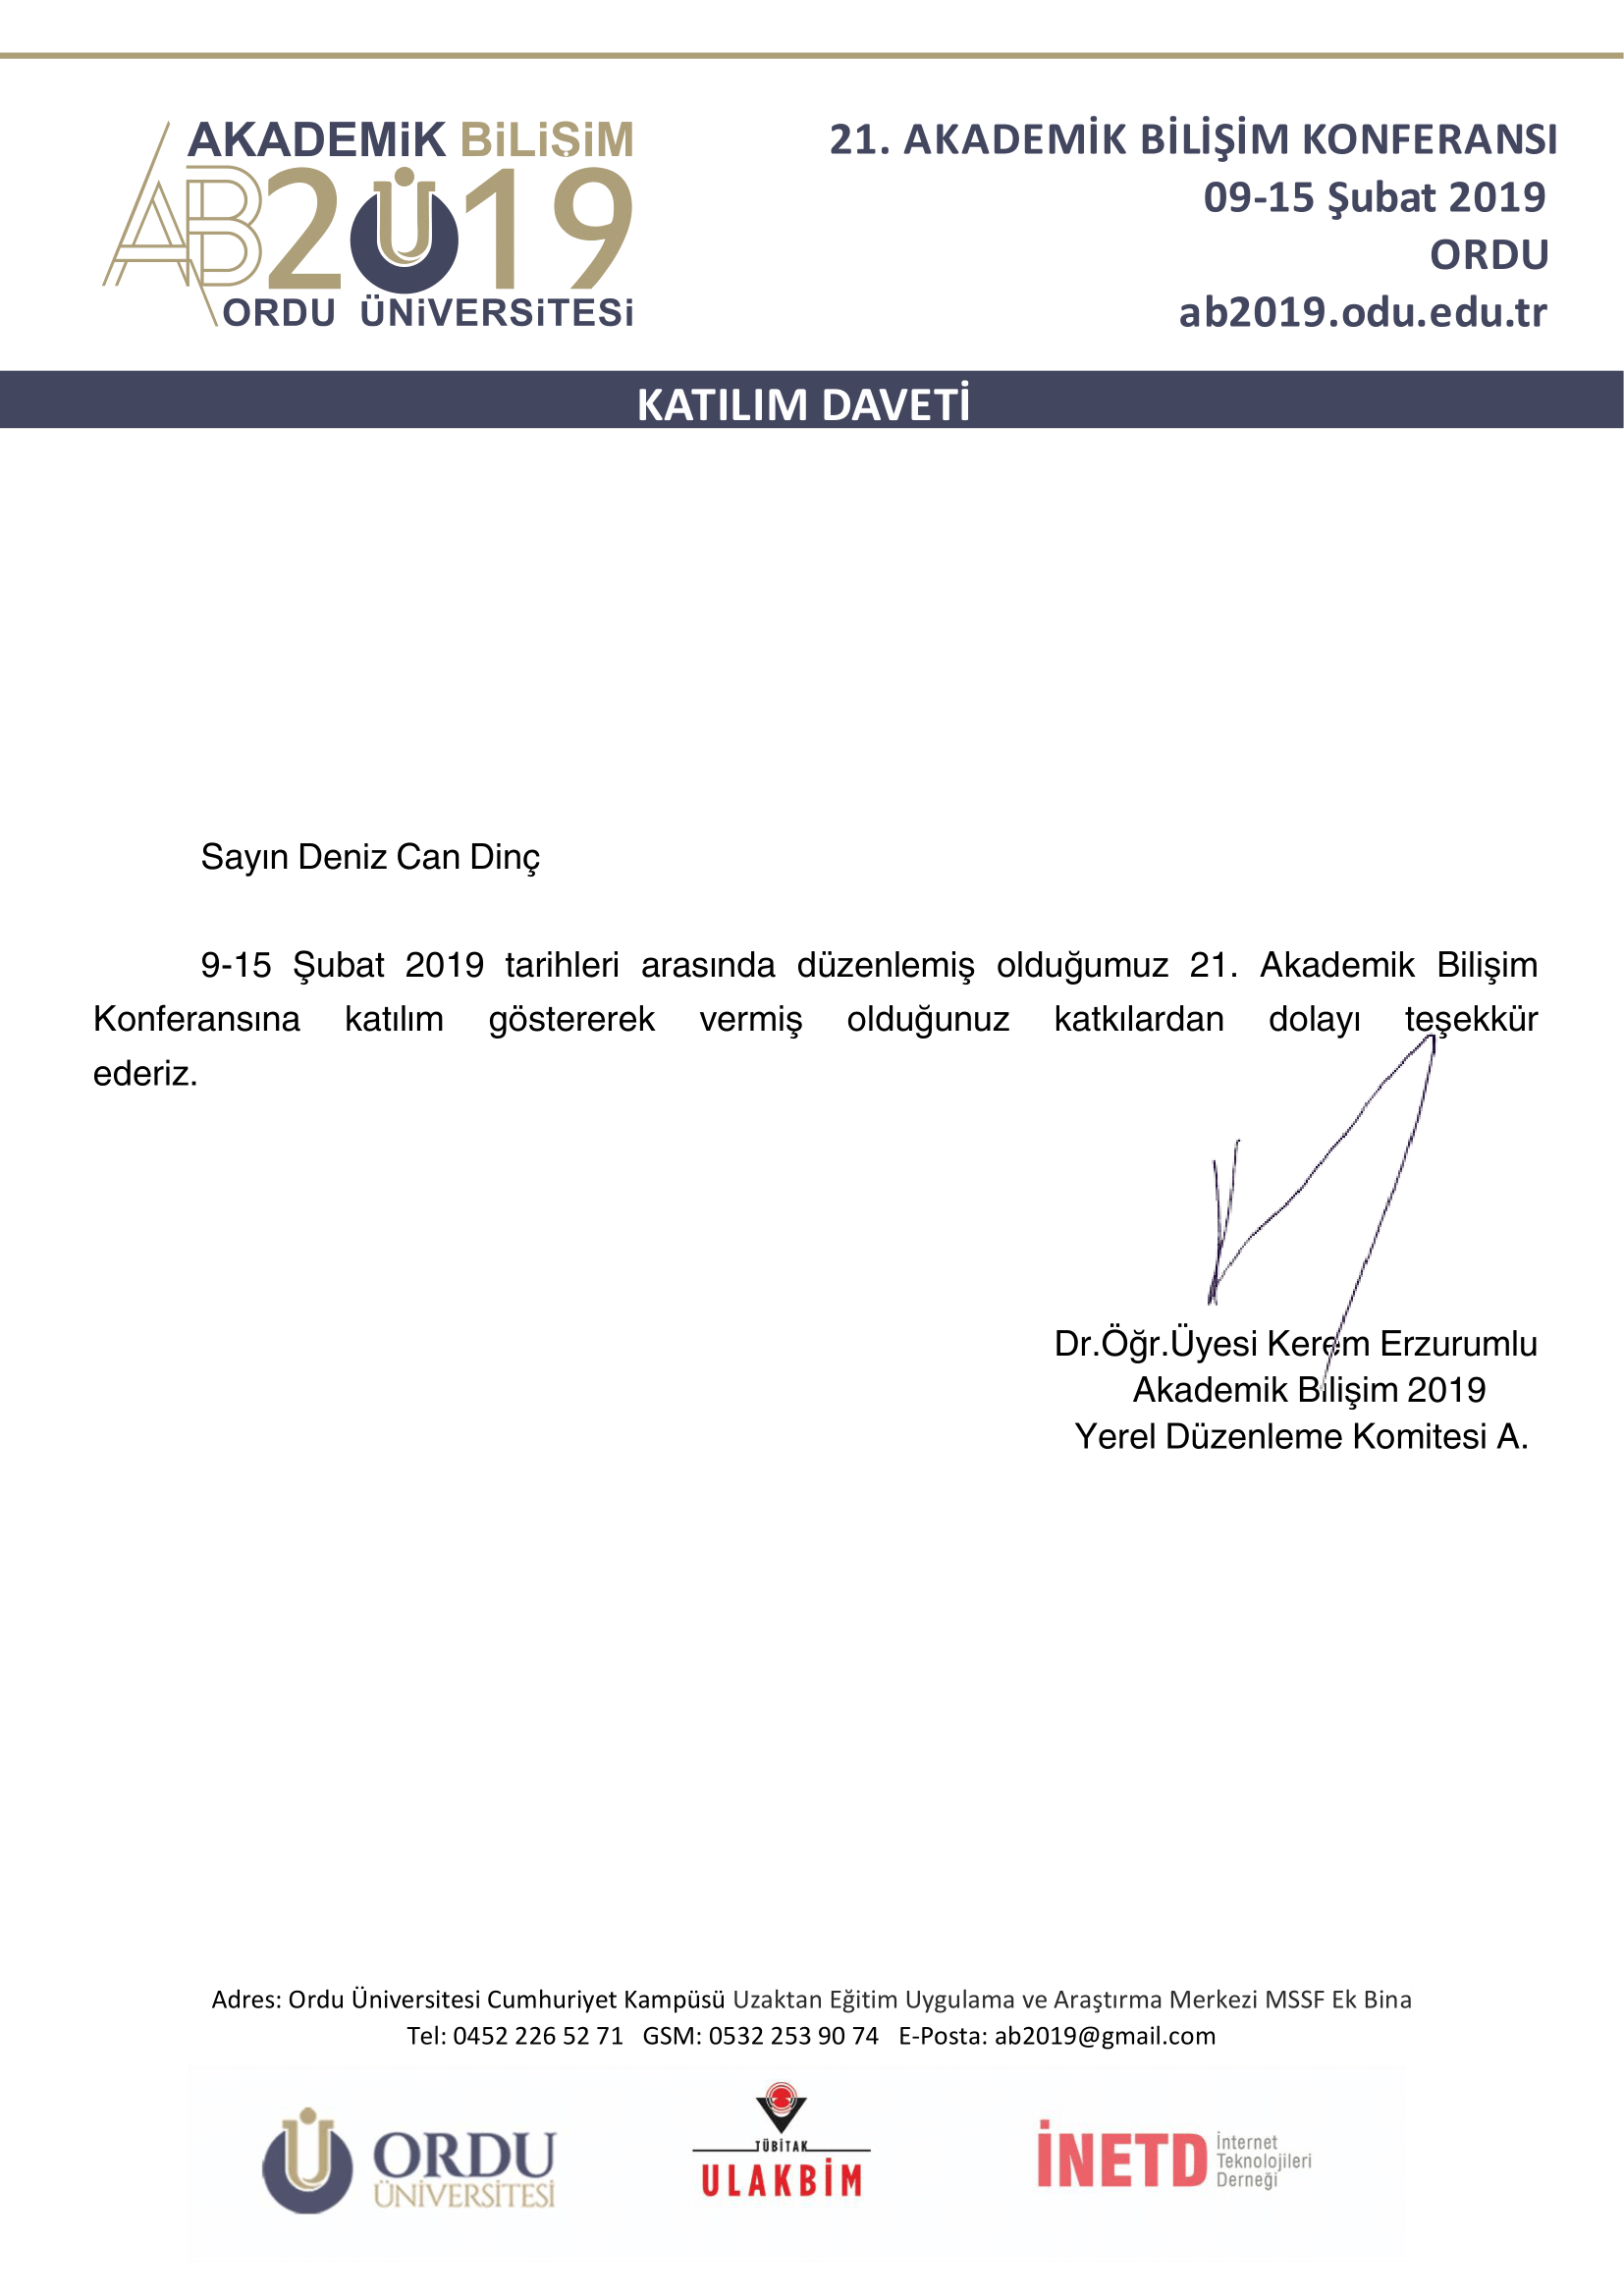 AKADEMiK BiLiŞiM
AB2019
ORDU ÜNiVERSiTESi
21. AKADEMİK BİLİŞİM KONFERANSI
09-15 Şubat 2019
ORDU
ab2019.odu.edu.tr
KATILIM DAVETİ
Sayın Deniz Can Dinç
9-15 Şubat 2019 tarihleri arasında düzenlemiş olduğumuz 21. Akademik Bilişim
Konferansına katılım göstererek vermiş olduğunuz katkılardan dolayı teşekkür
ederiz.
Dr.Öğr.Üyesi Kerem Erzurumlu
Akademik Bilişim 2019
Yerel Düzenleme Komitesi A.
Adres: Ordu Üniversitesi Cumhuriyet Kampüsü Uzaktan Eğitim Uygulama ve Araştırma Merkezi MSSF Ek Bina
Tel: 0452 226 52 71 GSM: 0532 253 90 74 E-Posta: ab2019@gmail.com
ORDU
ÜNİVERSİTESİ
TÜBİTAK
ULAKBİM
İNETD
İnternet
Teknolojileri
Derneği